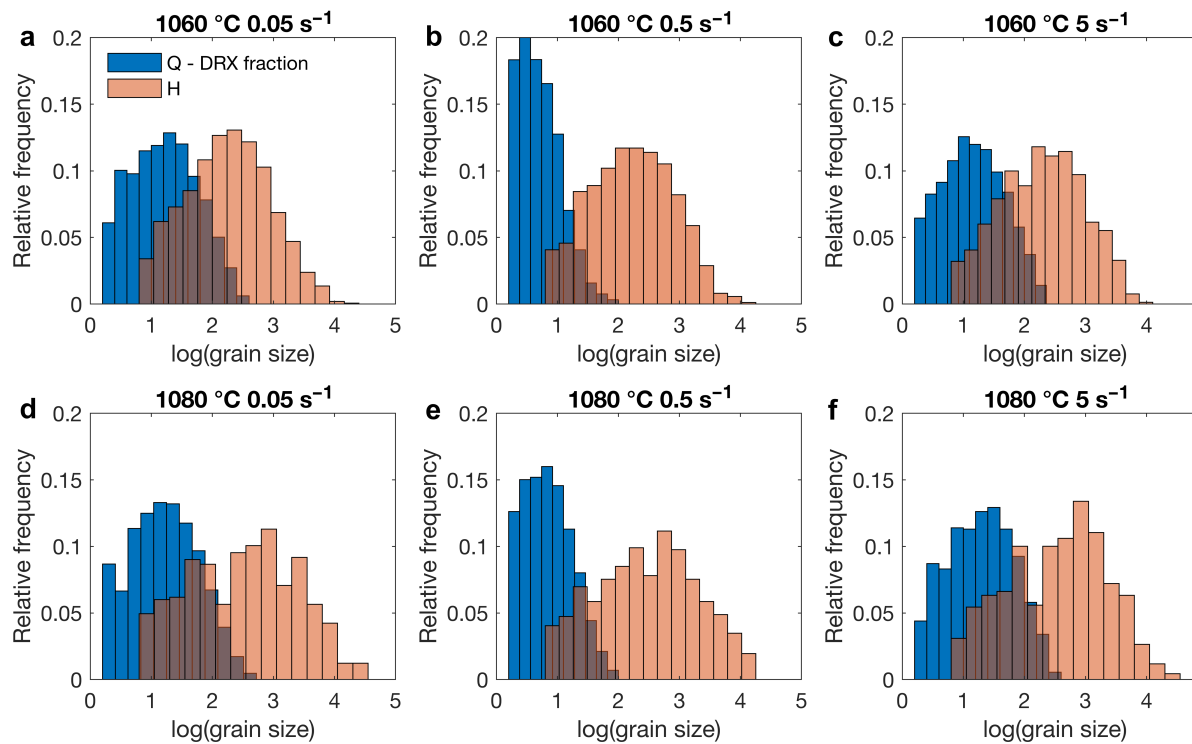 a
1060 °C 0.05 s⁻¹
0.2
0.15
0.1
0.05
0
Relative frequency
Q - DRX fraction
H
0 1 2 3 4 5
log(grain size)
b
1060 °C 0.5 s⁻¹
0.2
0.15
0.1
0.05
0
Relative frequency
0 1 2 3 4 5
log(grain size)
c
1060 °C 5 s⁻¹
0.2
0.15
0.1
0.05
0
Relative frequency
0 1 2 3 4
log(grain size)
d
1080 °C 0.05 s⁻¹
0.2
0.15
0.1
0.05
0
Relative frequency
0 1 2 3 4 5
log(grain size)
e
1080 °C 0.5 s⁻¹
0.2
0.15
0.1
0.05
0
Relative frequency
0 1 2 3 4 5
log(grain size)
f
1080 °C 5 s⁻¹
0.2
0.15
0.1
0.05
0
Relative frequency
0 1 2 3 4
log(grain size)